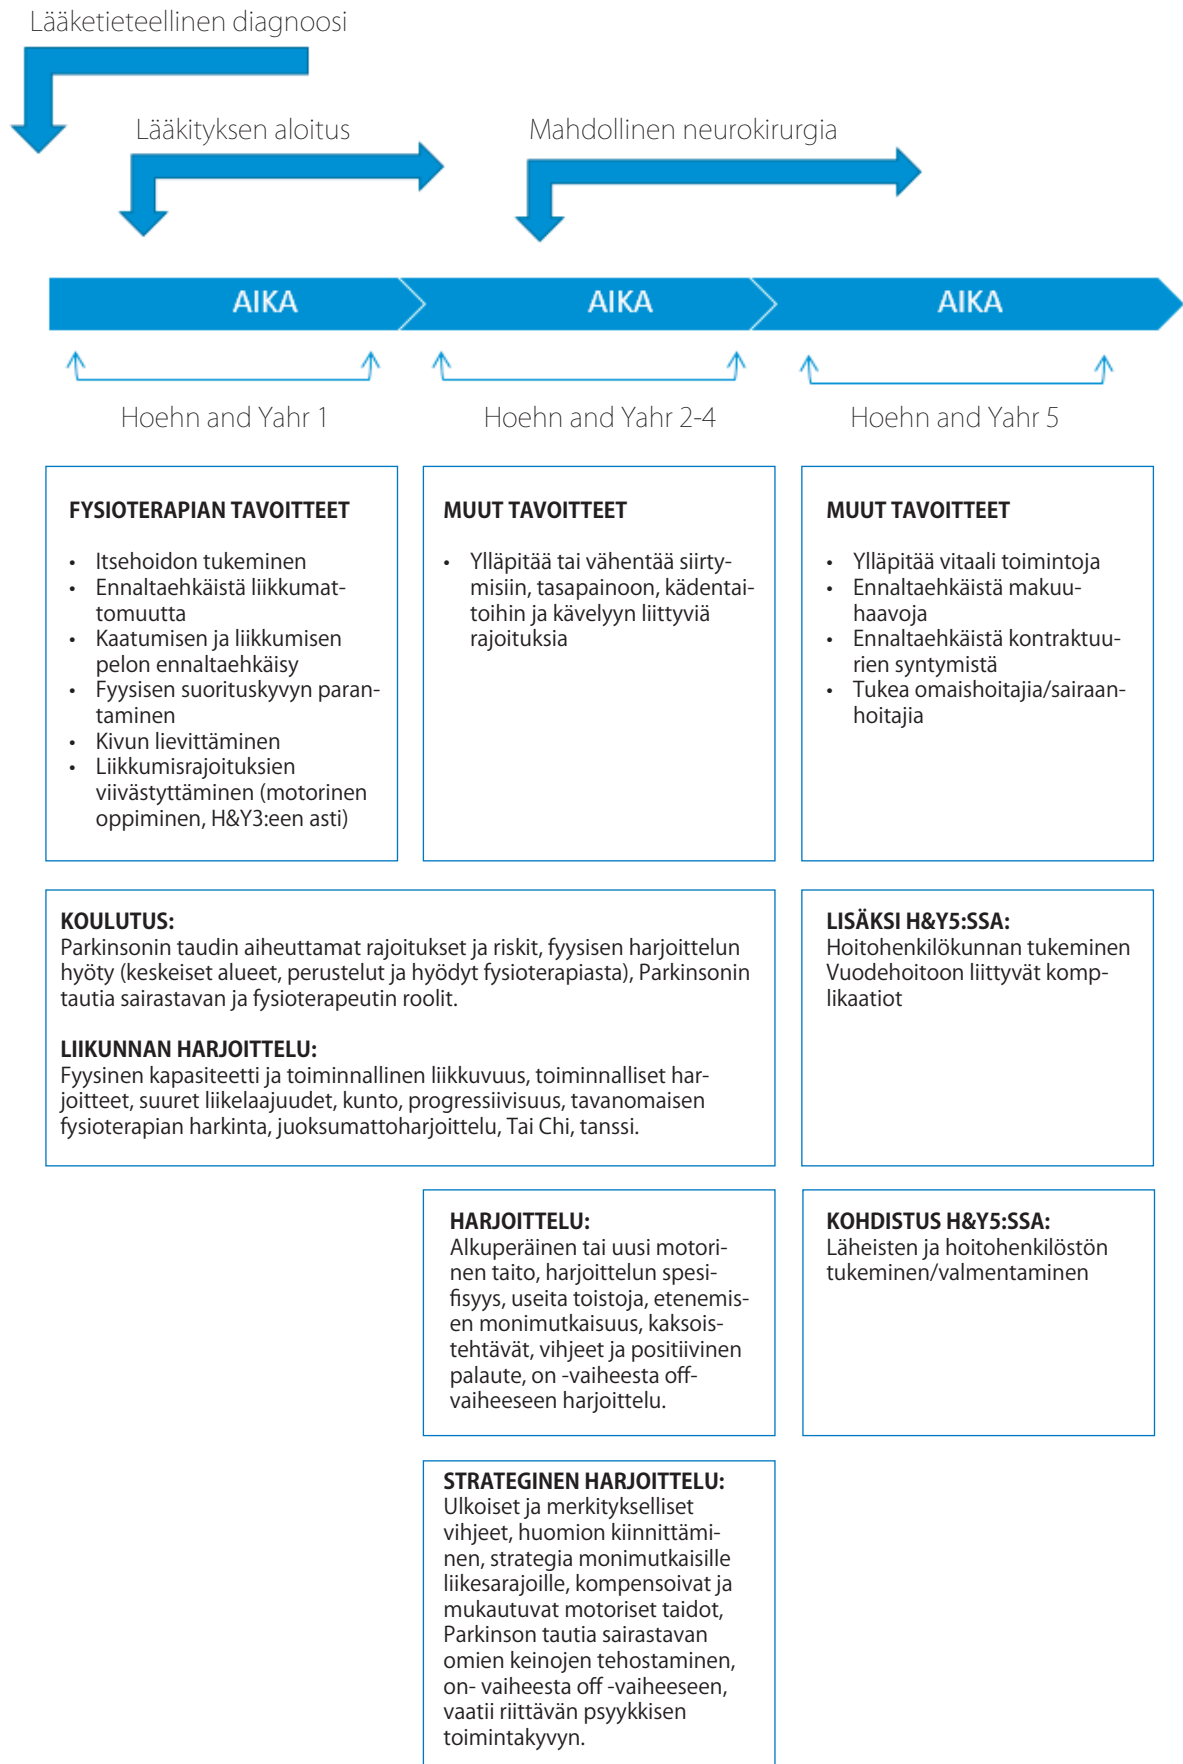 Lääketieteellinen diagnoosi
Lääkityksen aloitus
Mahdollinen neurokirurgia
AIKA
AIKA
AIKA
Hoehn and Yahr 1
Hoehn and Yahr 2-4
Hoehn and Yahr 5
FYSIOTERAPIAN TAVOITTEET
• Itsehoidon tukeminen
• Ennaltaehkäistä liikkumat-
tomuutta
• Kaatumisen ja liikkumisen
pelon ennaltaehkäisy
• Fyysisen suorituskyvyn paran-
taminen
• Kivun lievittäminen
• Liikkumisrajoituksien
viivästyttäminen (motorinen
oppiminen, H&Y3:een asti)
MUUT TAVOITTEET
• Ylläpitää tai vähentää siirty-
misiin, tasapainoon, kädentai-
toihin ja kävelyyn liittyviä
rajoituksia
MUUT TAVOITTEET
• Ylläpitää vitaali toimintoja
• Ennaltaehkäistä makuu-
haavoja
• Ennaltaehkäistä kontraktuu-
rien syntymistä
• Tukea omaishoitajia/sairaan-
hoitajia
KOULUTUS:
Parkinsonin taudin aiheuttamat rajoitukset ja riskit, fyysisen harjoittelun
hyöty (keskeiset alueet, perustelut ja hyödyt fysioterapiasta), Parkinsonin
tautia sairastavan ja fysioterapeutin roolit.
LIIKUNNAN HARJOITTELU:
Fyysinen kapasiteetti ja toiminnallinen liikkuvuus, toiminnalliset har-
joitteet, suuret liikelaajuudet, kunto, progressiivisuus, tavanomaisen
fysioterapian harkinta, juoksumattoharjoittelu, Tai Chi, tanssi.
LISÄKSI H&Y5:SSA:
Hoitohenkilökunnan tukeminen
Vuodehoitoon liittyvät komp-
likaatiot
HARJOITTELU:
Alkuperäinen tai uusi motori-
nen taito, harjoittelun spesi-
fisyys, useita toistoja, etenemis-
en monimutkaisuus, kaksois-
tehtävät, vihjeet ja positiivinen
palaute, on -vaiheesta off-
vaiheeseen harjoittelu.
KOHDISTUS H&Y5:SSA:
Läheisten ja hoitohenkilöstön
tukeminen/valmentaminen
STRATEGINEN HARJOITTELU:
Ulkoiset ja merkitykselliset
vihjeet, huomion kiinnittämi-
nen, strategia monimutkaisille
liikesarajoille, kompensoivat ja
mukautuvat motoriset taidot,
Parkinson tautia sairastavan
omien keinojen tehostaminen,
on- vaiheesta off -vaiheeseen,
vaatii riittävän psyykkisen
toimintakyvyn.